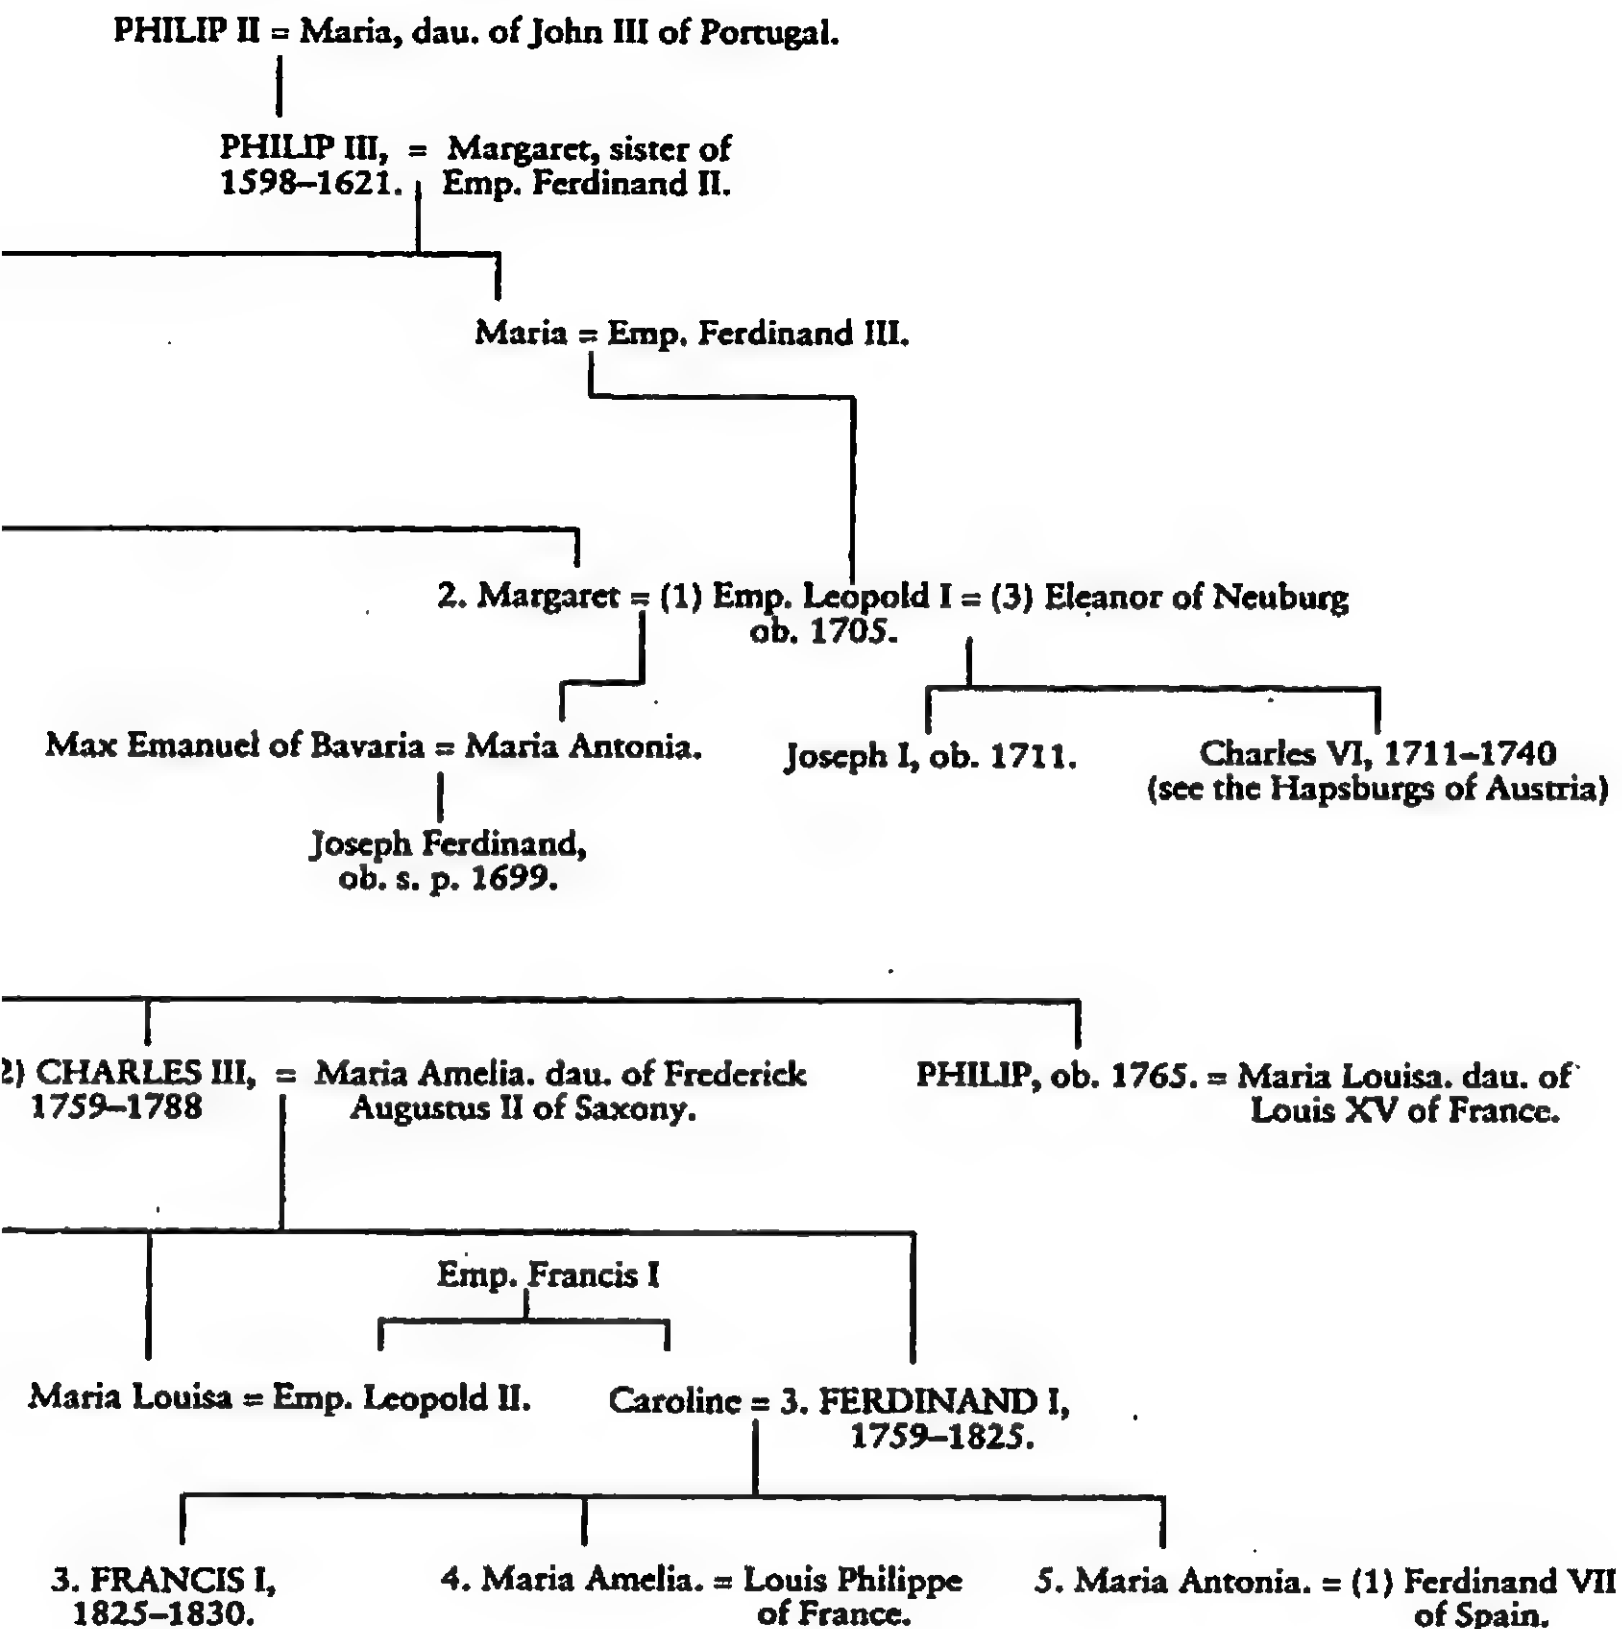 PHILIP II = Maria, dau. of John III of Portugal.
PHILIP III, = Margaret, sister of
1598–1621. Emp. Ferdinand II.
Maria = Emp. Ferdinand III.
2. Margaret = (1) Emp. Leopold I = (3) Eleanor of Neuburg
ob. 1705.
Max Emanuel of Bavaria = Maria Antonia.
Joseph I, ob. 1711.
Charles VI, 1711–1740
(see the Hapsburgs of Austria)
Joseph Ferdinand,
ob. s. p. 1699.
2) CHARLES III, = Maria Amelia. dau. of Frederick
1759–1788 Augustus II of Saxony.
PHILIP, ob. 1765. = Maria Louisa. dau. of
Louis XV of France.
Emp. Francis I
Maria Louisa = Emp. Leopold II.
Caroline = 3. FERDINAND I,
1759–1825.
3. FRANCIS I,
1825–1830.
4. Maria Amelia. = Louis Philippe
of France.
5. Maria Antonia. = (1) Ferdinand VII
of Spain.